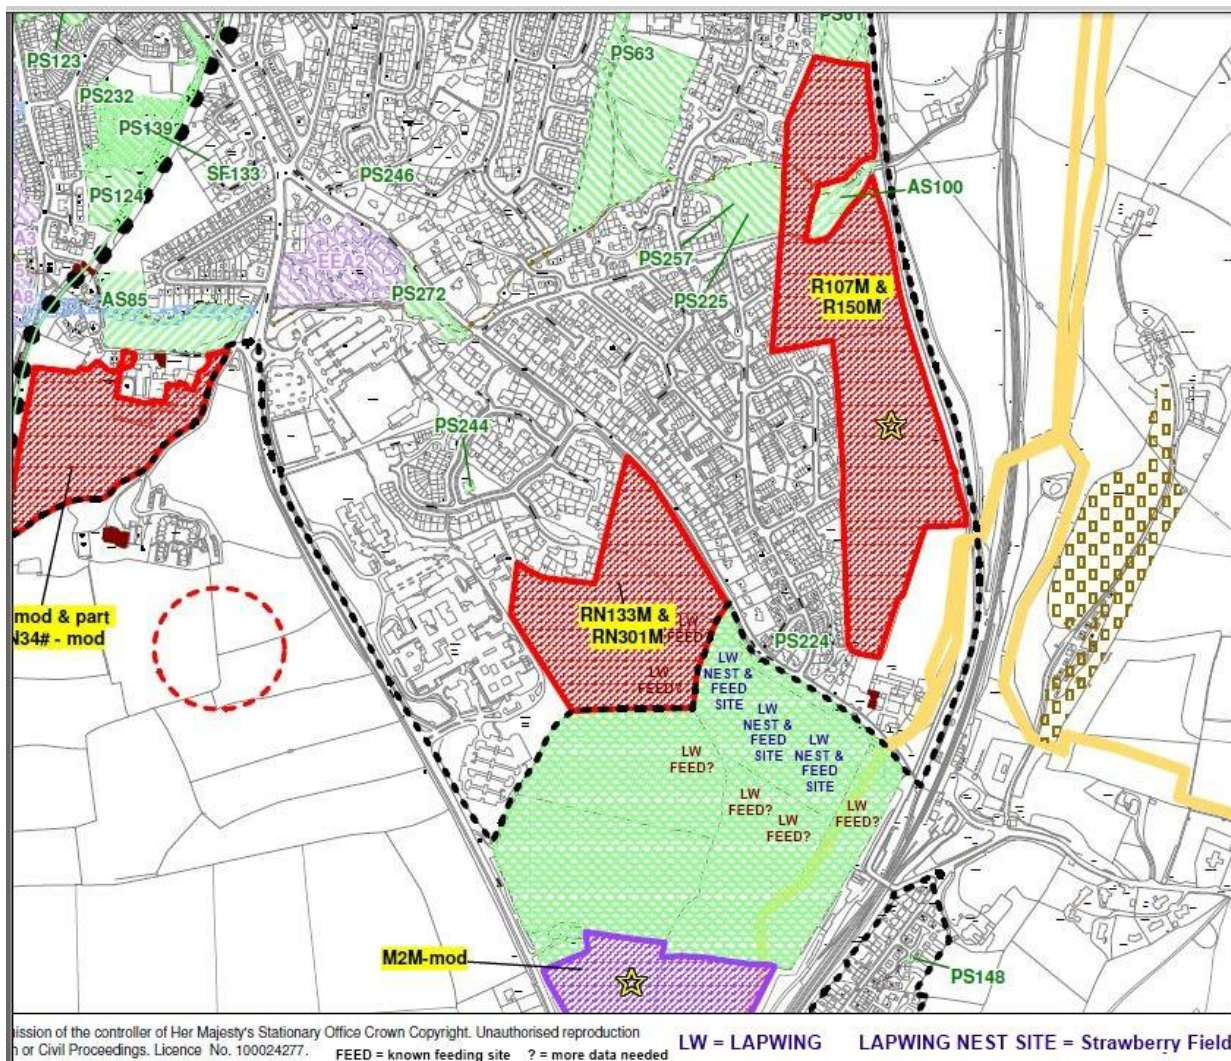 PS61
PS63
PS123
PS232
PS139
SF133
PS246
PS124
AS100
A3
EEA2
PS257
5
A8
AS85
PS272
PS225
R107M &
R150M
PS244
mod & part
N34# - mod
RN133M &
RN301M
LW
FEED?
PS224
LW
NEST &
FEED
SITE
LW
FEED?
LW
NEST &
FEED
SITE
LW
NEST &
FEED
SITE
LW
FEED?
LW
FEED?
LW
FEED?
LW
FEED?
M2M-mod
PS148
ission of the controller of Her Majesty's Stationary Office Crown Copyright. Unauthorised reproduction
n or Civil Proceedings. Licence No. 100024277.
FEED = known feeding site ? = more data needed
LW = LAPWING
LAPWING NEST SITE = Strawberry Field